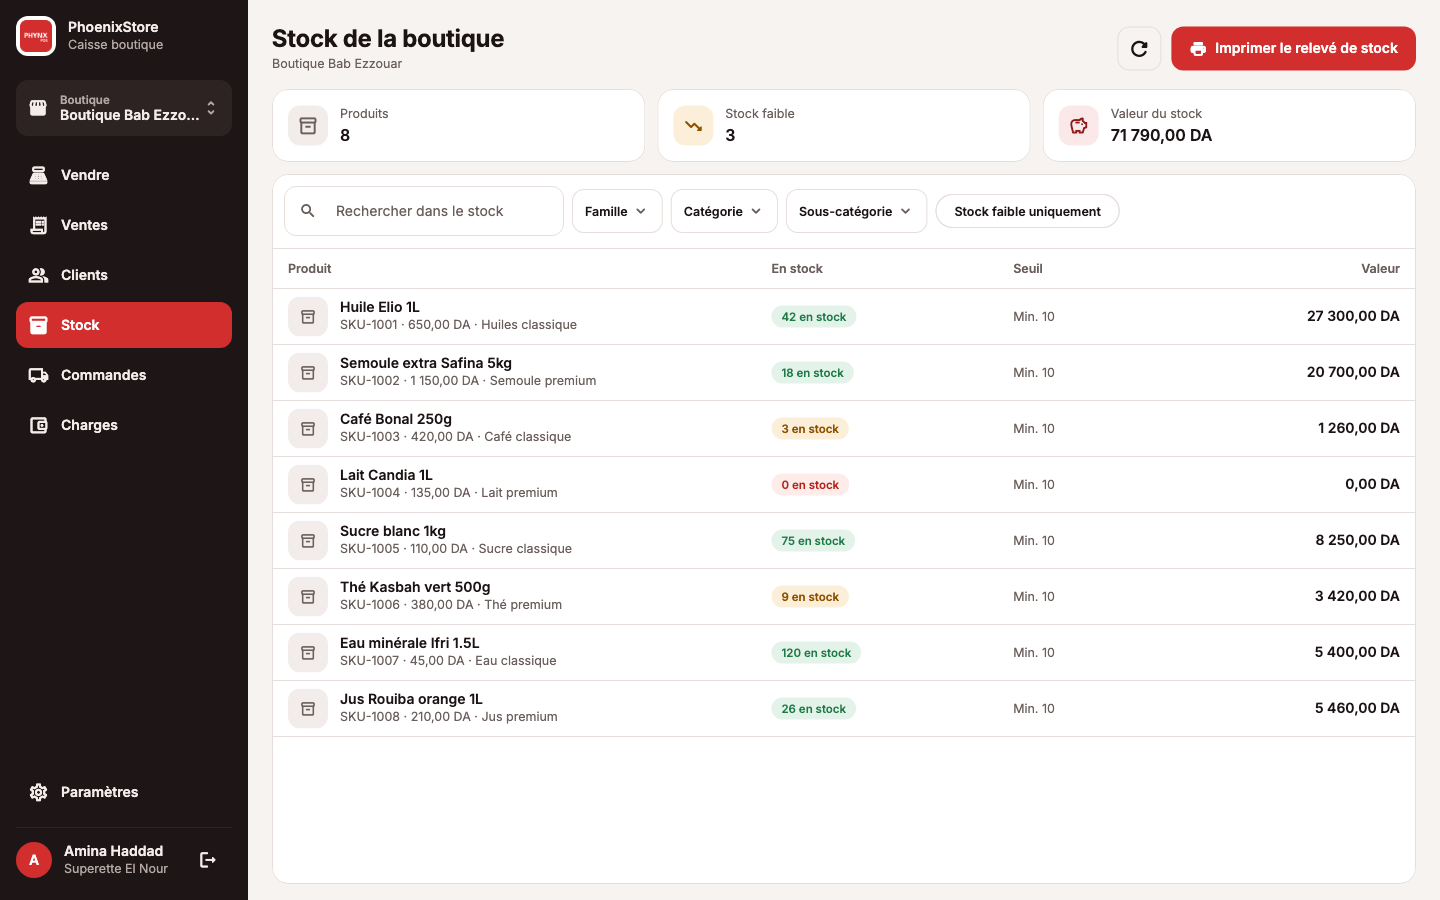 PHYNX
POS
PhoenixStore
Caisse boutique
Boutique
Boutique Bab Ezzo...
Vendre
Ventes
Clients
Stock
Commandes
Charges
Paramètres
A
Amina Haddad
Superette El Nour
Stock de la boutique
Boutique Bab Ezzouar
Imprimer le relevé de stock
Produits
8
Stock faible
3
Valeur du stock
71 790,00 DA
Rechercher dans le stock
Famille
Catégorie
Sous-catégorie
Stock faible uniquement
Produit En stock Seuil Valeur
Huile Elio 1L
SKU-1001 · 650,00 DA · Huiles classique
42 en stock
Min. 10
27 300,00 DA
Semoule extra Safina 5kg
SKU-1002 · 1 150,00 DA · Semoule premium
18 en stock
Min. 10
20 700,00 DA
Café Bonal 250g
SKU-1003 · 420,00 DA · Café classique
3 en stock
Min. 10
1 260,00 DA
Lait Candia 1L
SKU-1004 · 135,00 DA · Lait premium
0 en stock
Min. 10
0,00 DA
Sucre blanc 1kg
SKU-1005 · 110,00 DA · Sucre classique
75 en stock
Min. 10
8 250,00 DA
Thé Kasbah vert 500g
SKU-1006 · 380,00 DA · Thé premium
9 en stock
Min. 10
3 420,00 DA
Eau minérale Ifri 1.5L
SKU-1007 · 45,00 DA · Eau classique
120 en stock
Min. 10
5 400,00 DA
Jus Rouiba orange 1L
SKU-1008 · 210,00 DA · Jus premium
26 en stock
Min. 10
5 460,00 DA